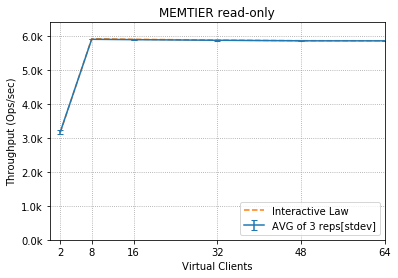 MEMTIER read-only
Throughput (Ops/sec)
6.0k
5.0k
4.0k
3.0k
2.0k
1.0k
0.0k
Interactive Law
AVG of 3 reps[stdev]
2 8 16 32 48 64
Virtual Clients